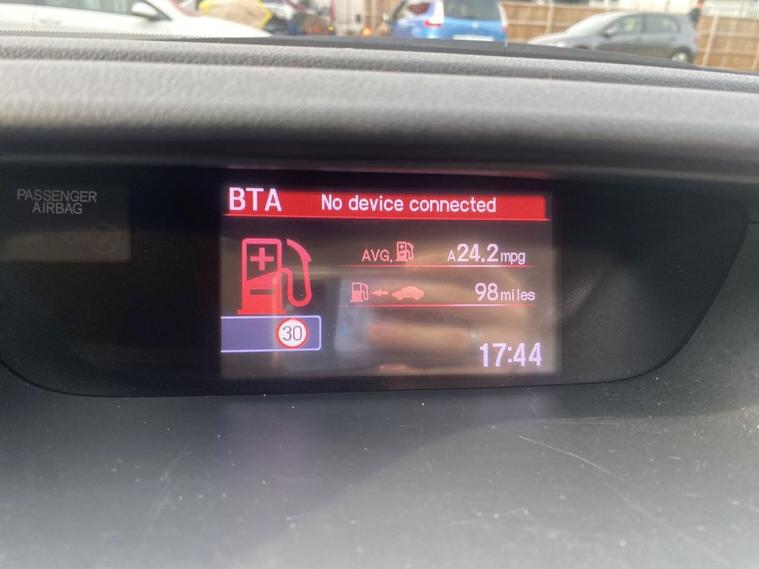 PASSENGER
AIRBAG
BTA No device connected
AVG. A24.2mpg
98miles
30
17:44